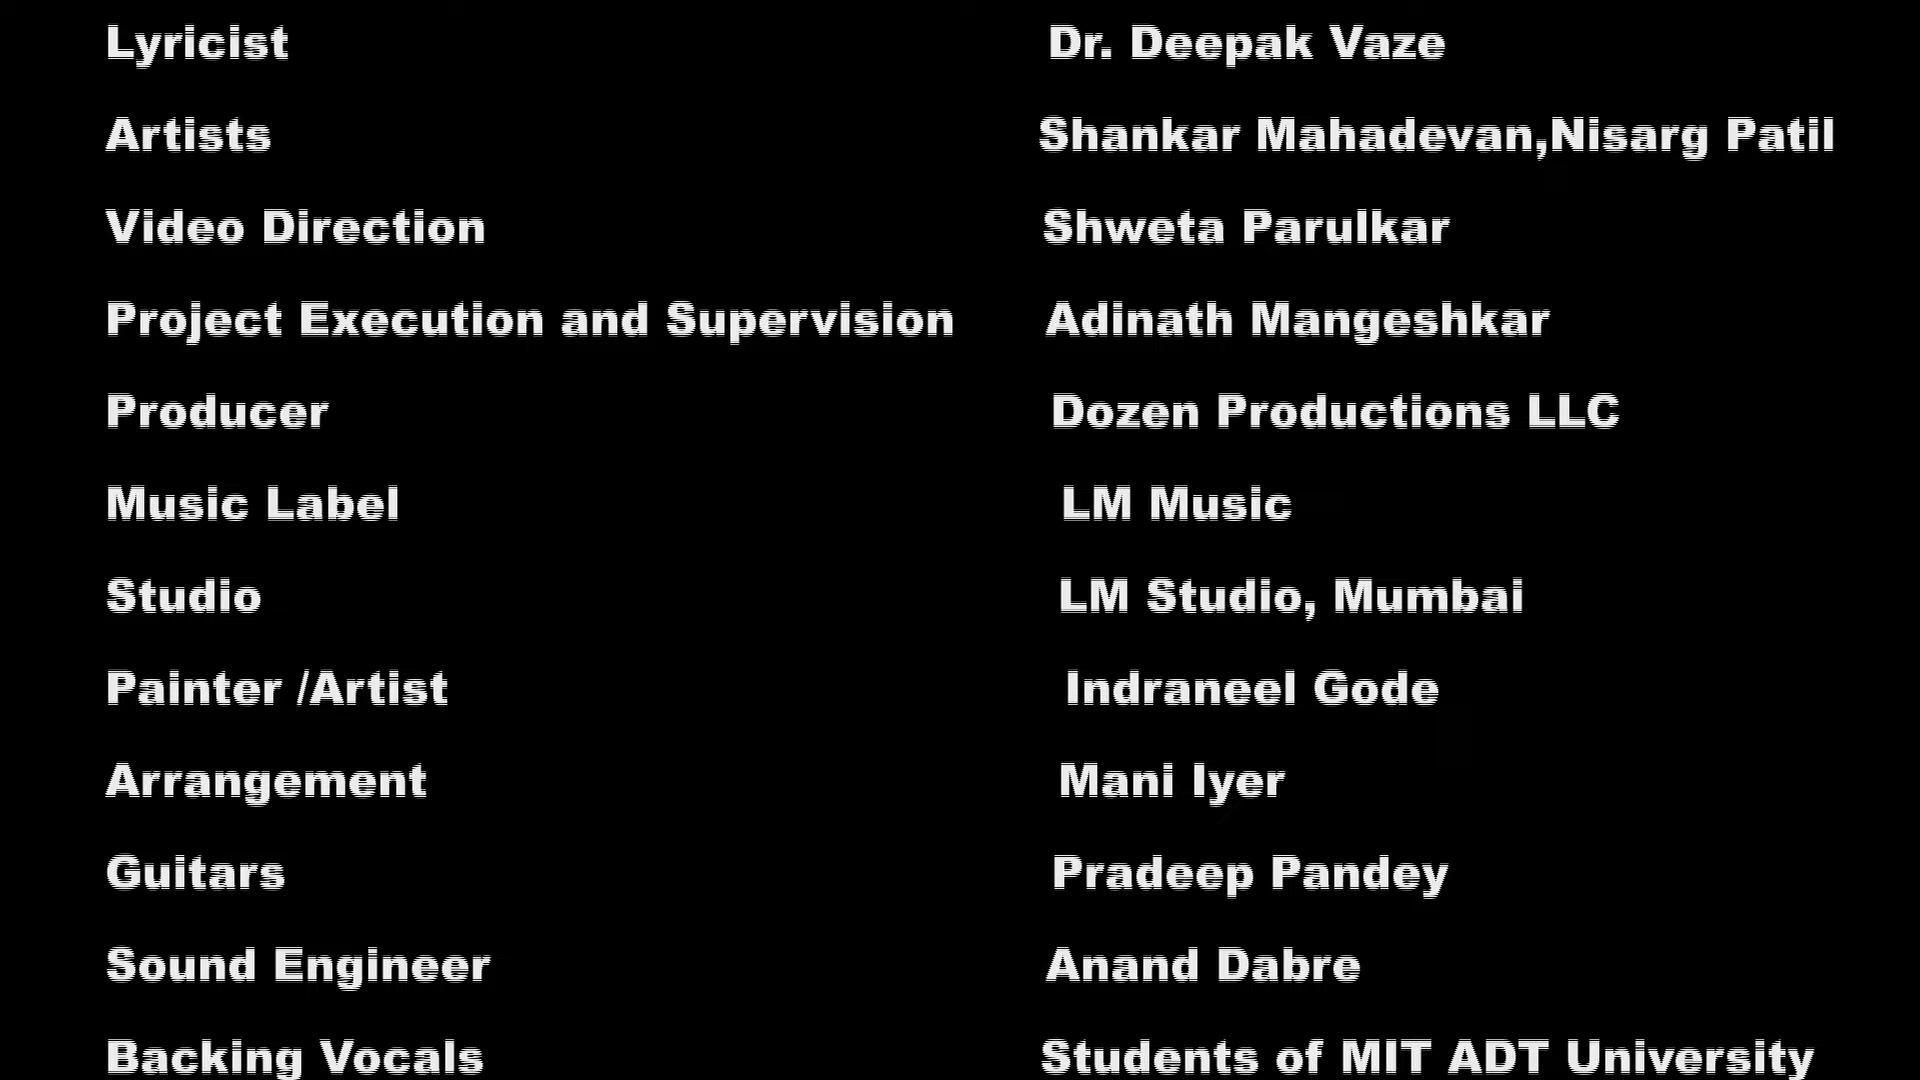 Lyricist Dr. Deepak Vaze
Artists Shankar Mahadevan,Nisarg Patil
Video Direction Shweta Parulkar
Project Execution and Supervision Adinath Mangeshkar
Producer Dozen Productions LLC
Music Label LM Music
Studio LM Studio, Mumbai
Painter /Artist Indraneel Gode
Arrangement Mani Iyer
Guitars Pradeep Pandey
Sound Engineer Anand Dabre
Backing Vocals Students of MIT ADT University